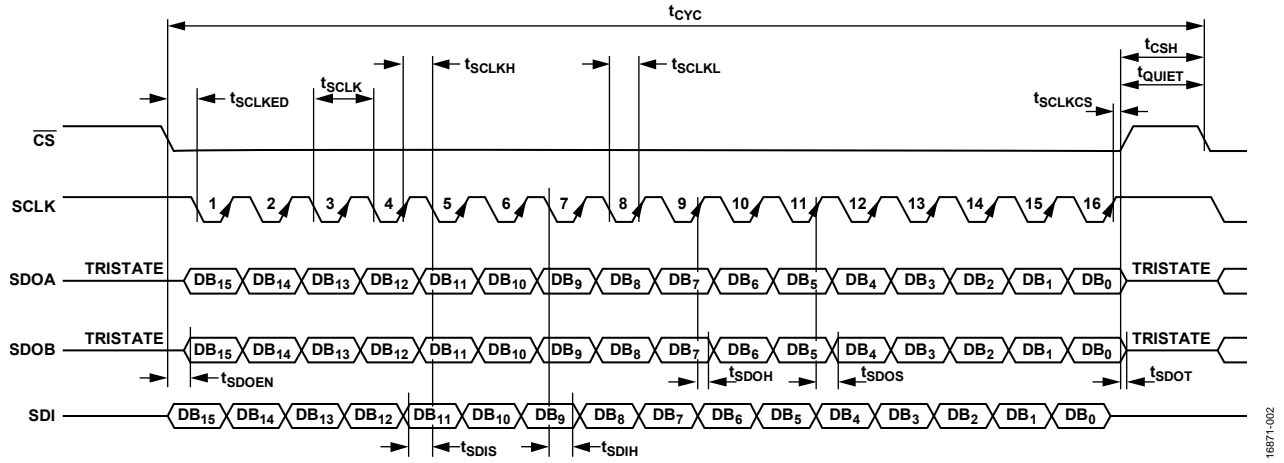 tCYC
tCSH
tSCLKH
tSCLKL
tSCLK
tQUIET
tSCLKED
tSCLKCS
CS
SCLK 1 2 3 4 5 6 7 8 9 10 11 12 13 14 15 16
TRISTATE TRISTATE
SDOA DB15 DB14 DB13 DB12 DB11 DB10 DB9 DB8 DB7 DB6 DB5 DB4 DB3 DB2 DB1 DB0
TRISTATE TRISTATE
SDOB DB15 DB14 DB13 DB12 DB11 DB10 DB9 DB8 DB7 DB6 DB5 DB4 DB3 DB2 DB1 DB0
tSDOEN tSDOH tSDOS tSDOT
SDI DB15 DB14 DB13 DB12 DB11 DB10 DB9 DB8 DB7 DB6 DB5 DB4 DB3 DB2 DB1 DB0
tSDIS tSDIH
16871-002